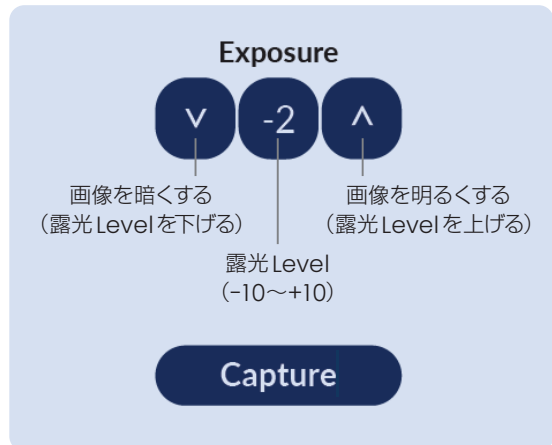 Exposure
∨ -2 ∧
画像を暗くする
（露光Levelを下げる）
画像を明るくする
（露光Levelを上げる）
露光Level
（-10～+10）
Capture